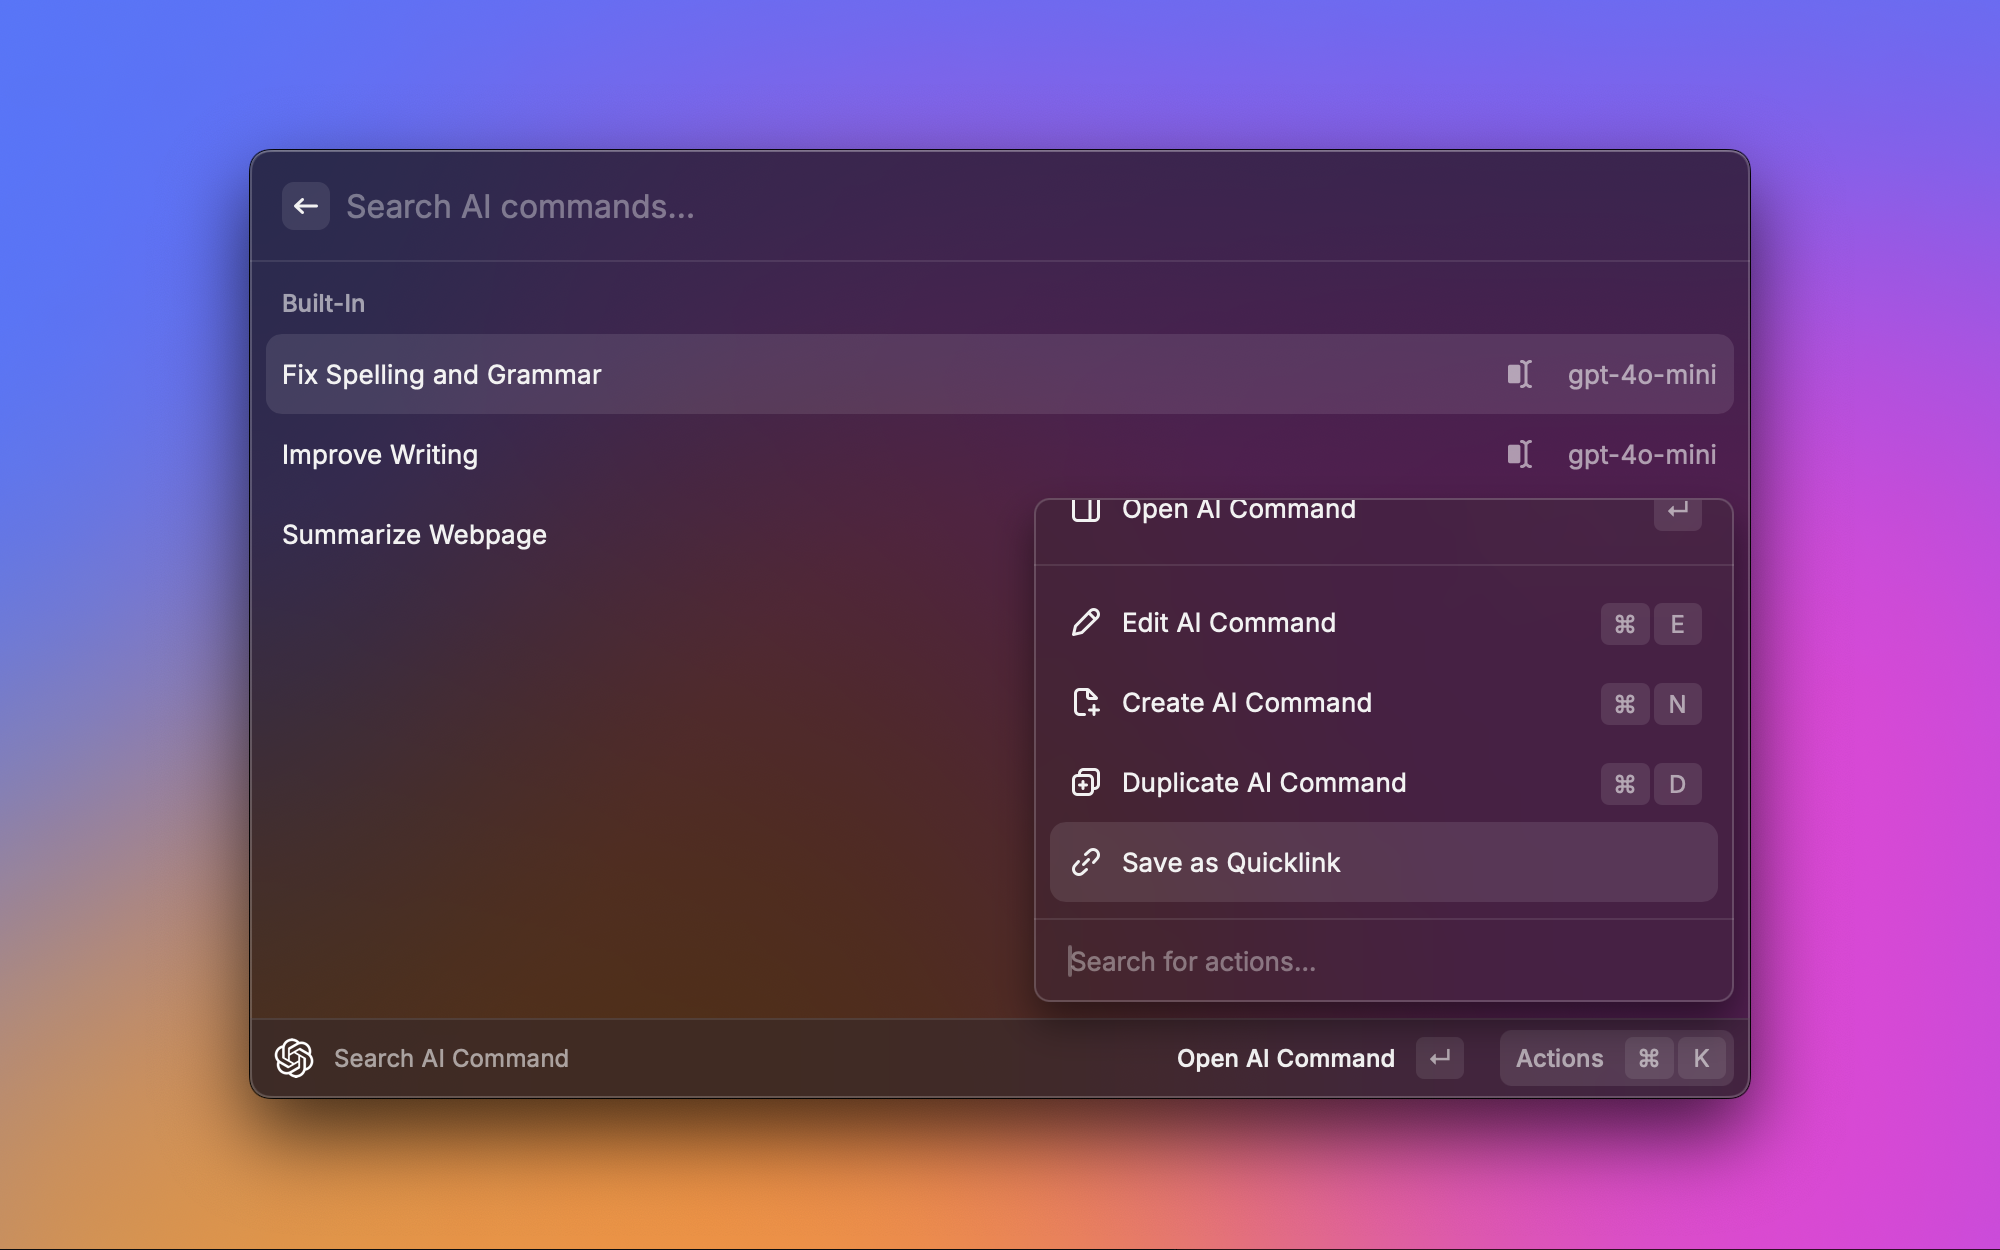 Search AI commands...
Built-In
Fix Spelling and Grammar gpt-4o-mini
Improve Writing gpt-4o-mini
Summarize Webpage
Open AI Command ↵
Edit AI Command ⌘ E
Create AI Command ⌘ N
Duplicate AI Command ⌘ D
Save as Quicklink
Search for actions...
Search AI Command Open AI Command ↵ Actions ⌘ K